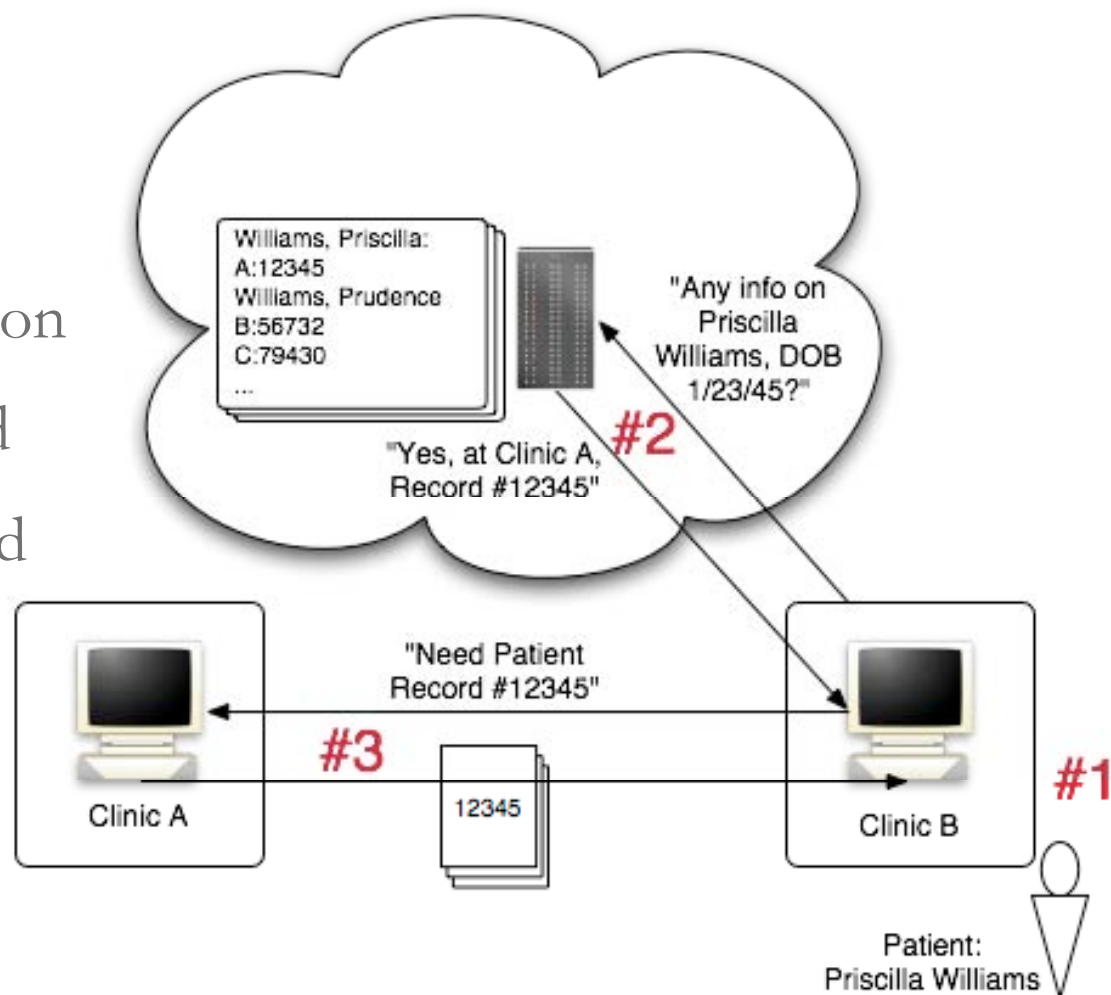 on
d
d
Williams, Priscilla:
A:12345
Williams, Prudence
B:56732
C:79430
...
"Any info on
Priscilla
Williams, DOB
1/23/45?"
#2
"Yes, at Clinic A,
Record #12345"
"Need Patient
Record #12345"
#3
12345
Clinic A
Clinic B
#1
Patient:
Priscilla Williams